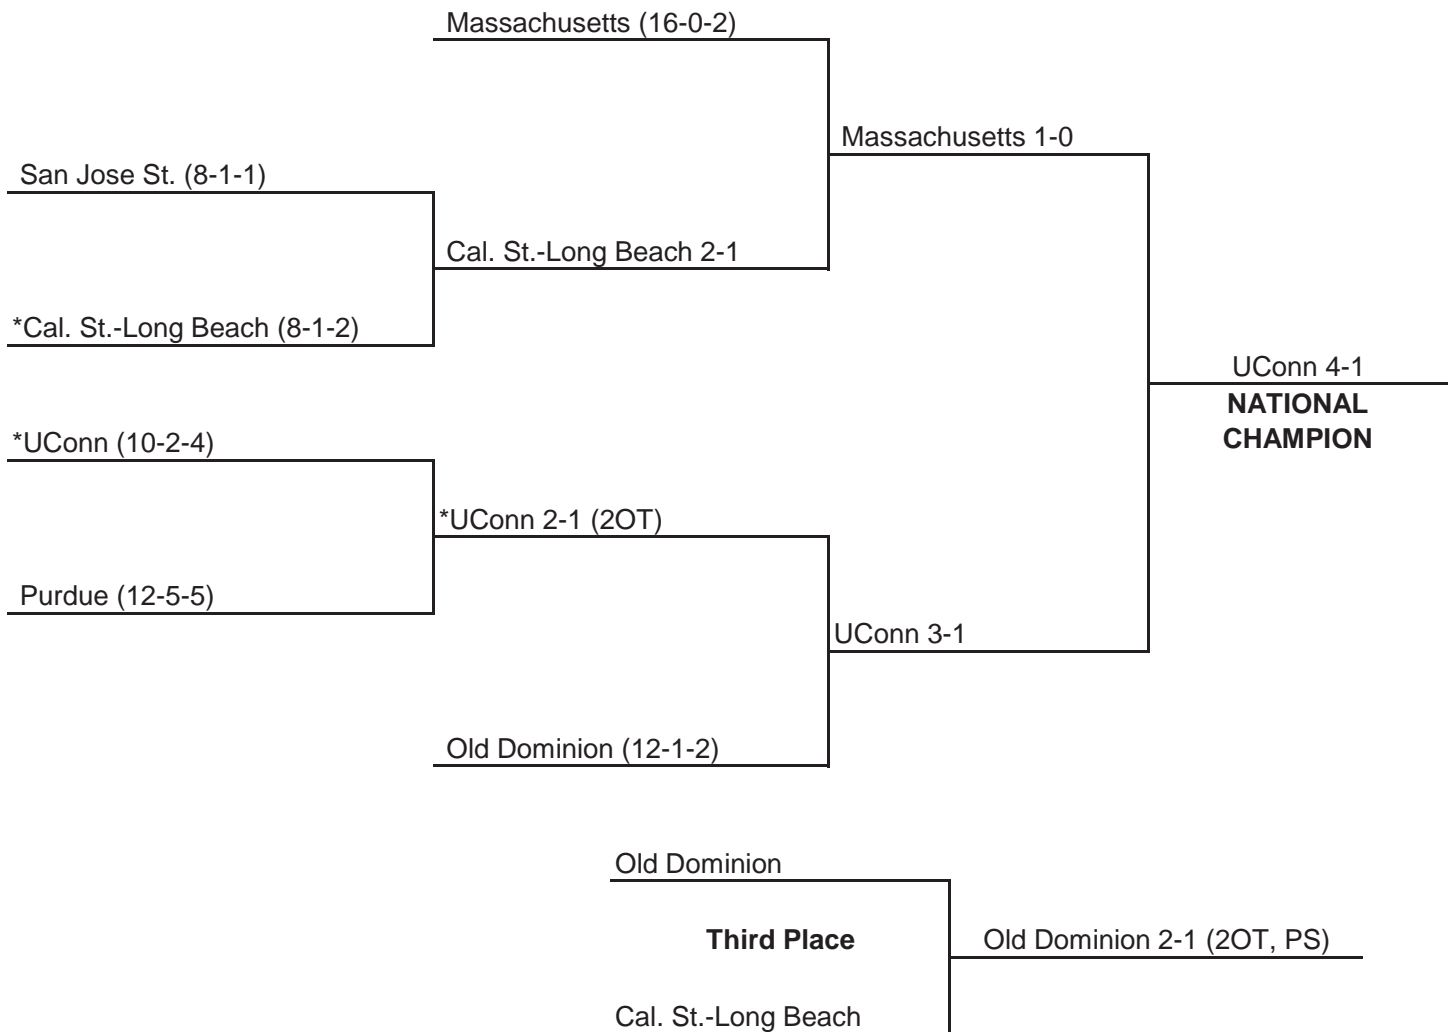 Massachusetts (16-0-2)
Massachusetts 1-0
San Jose St. (8-1-1)
Cal. St.-Long Beach 2-1
*Cal. St.-Long Beach (8-1-2)
UConn 4-1
NATIONAL
CHAMPION
*UConn (10-2-4)
*UConn 2-1 (2OT)
Purdue (12-5-5)
UConn 3-1
Old Dominion (12-1-2)
Old Dominion
Third Place
Old Dominion 2-1 (2OT, PS)
Cal. St.-Long Beach